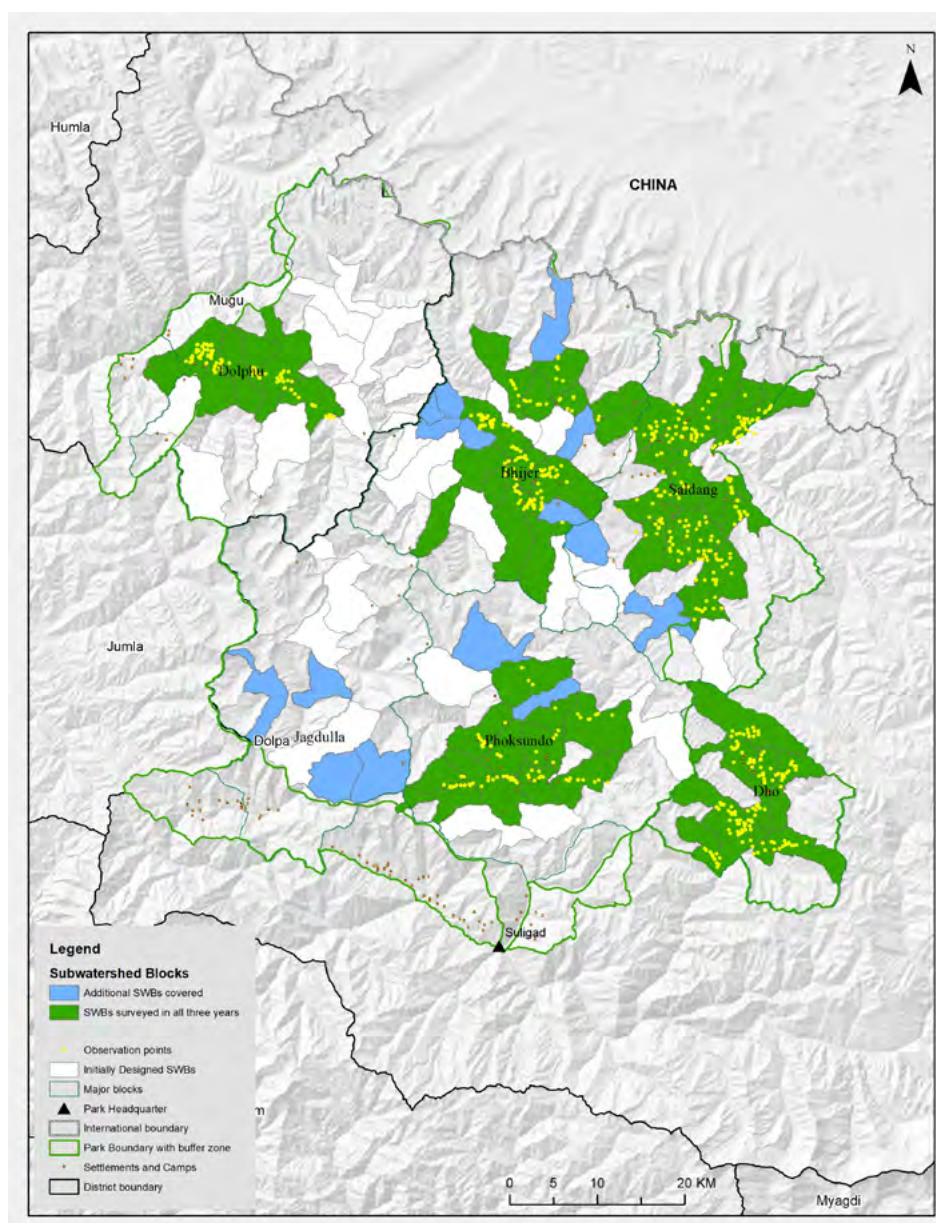 N
Humla
CHINA
Mugu
Dolphu
Bhijer
Saldang
Jumla
Dolpa
Jagdulla
Phoksundo
Dho
Suligad
Legend
Subwatershed Blocks
Additional SWBs covered
SWBs surveyed in all three years
Observation points
Initially Designed SWBs
Major blocks
Park Headquarter
International boundary
Park Boundary with buffer zone
Settlements and Camps
District boundary
m
0 5 10 20 KM
Myagdi